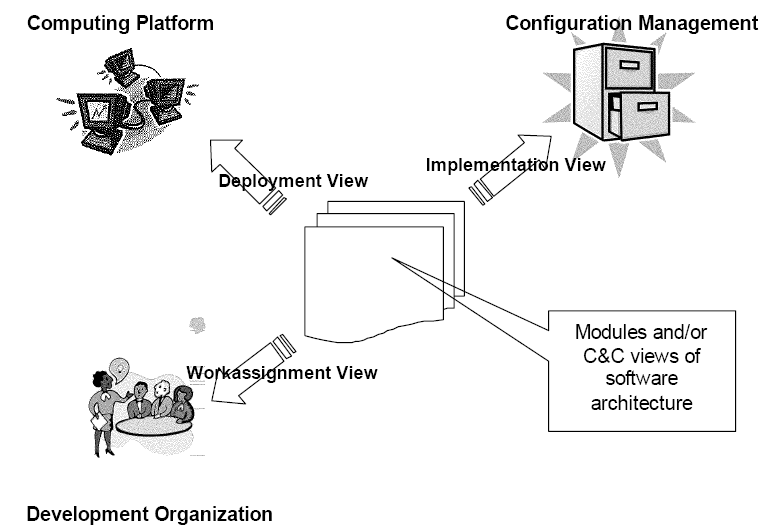 Computing Platform
Configuration Management
Deployment View
Implementation View
Modules and/or
C&C views of
software
architecture
Workassignment View
Development Organization